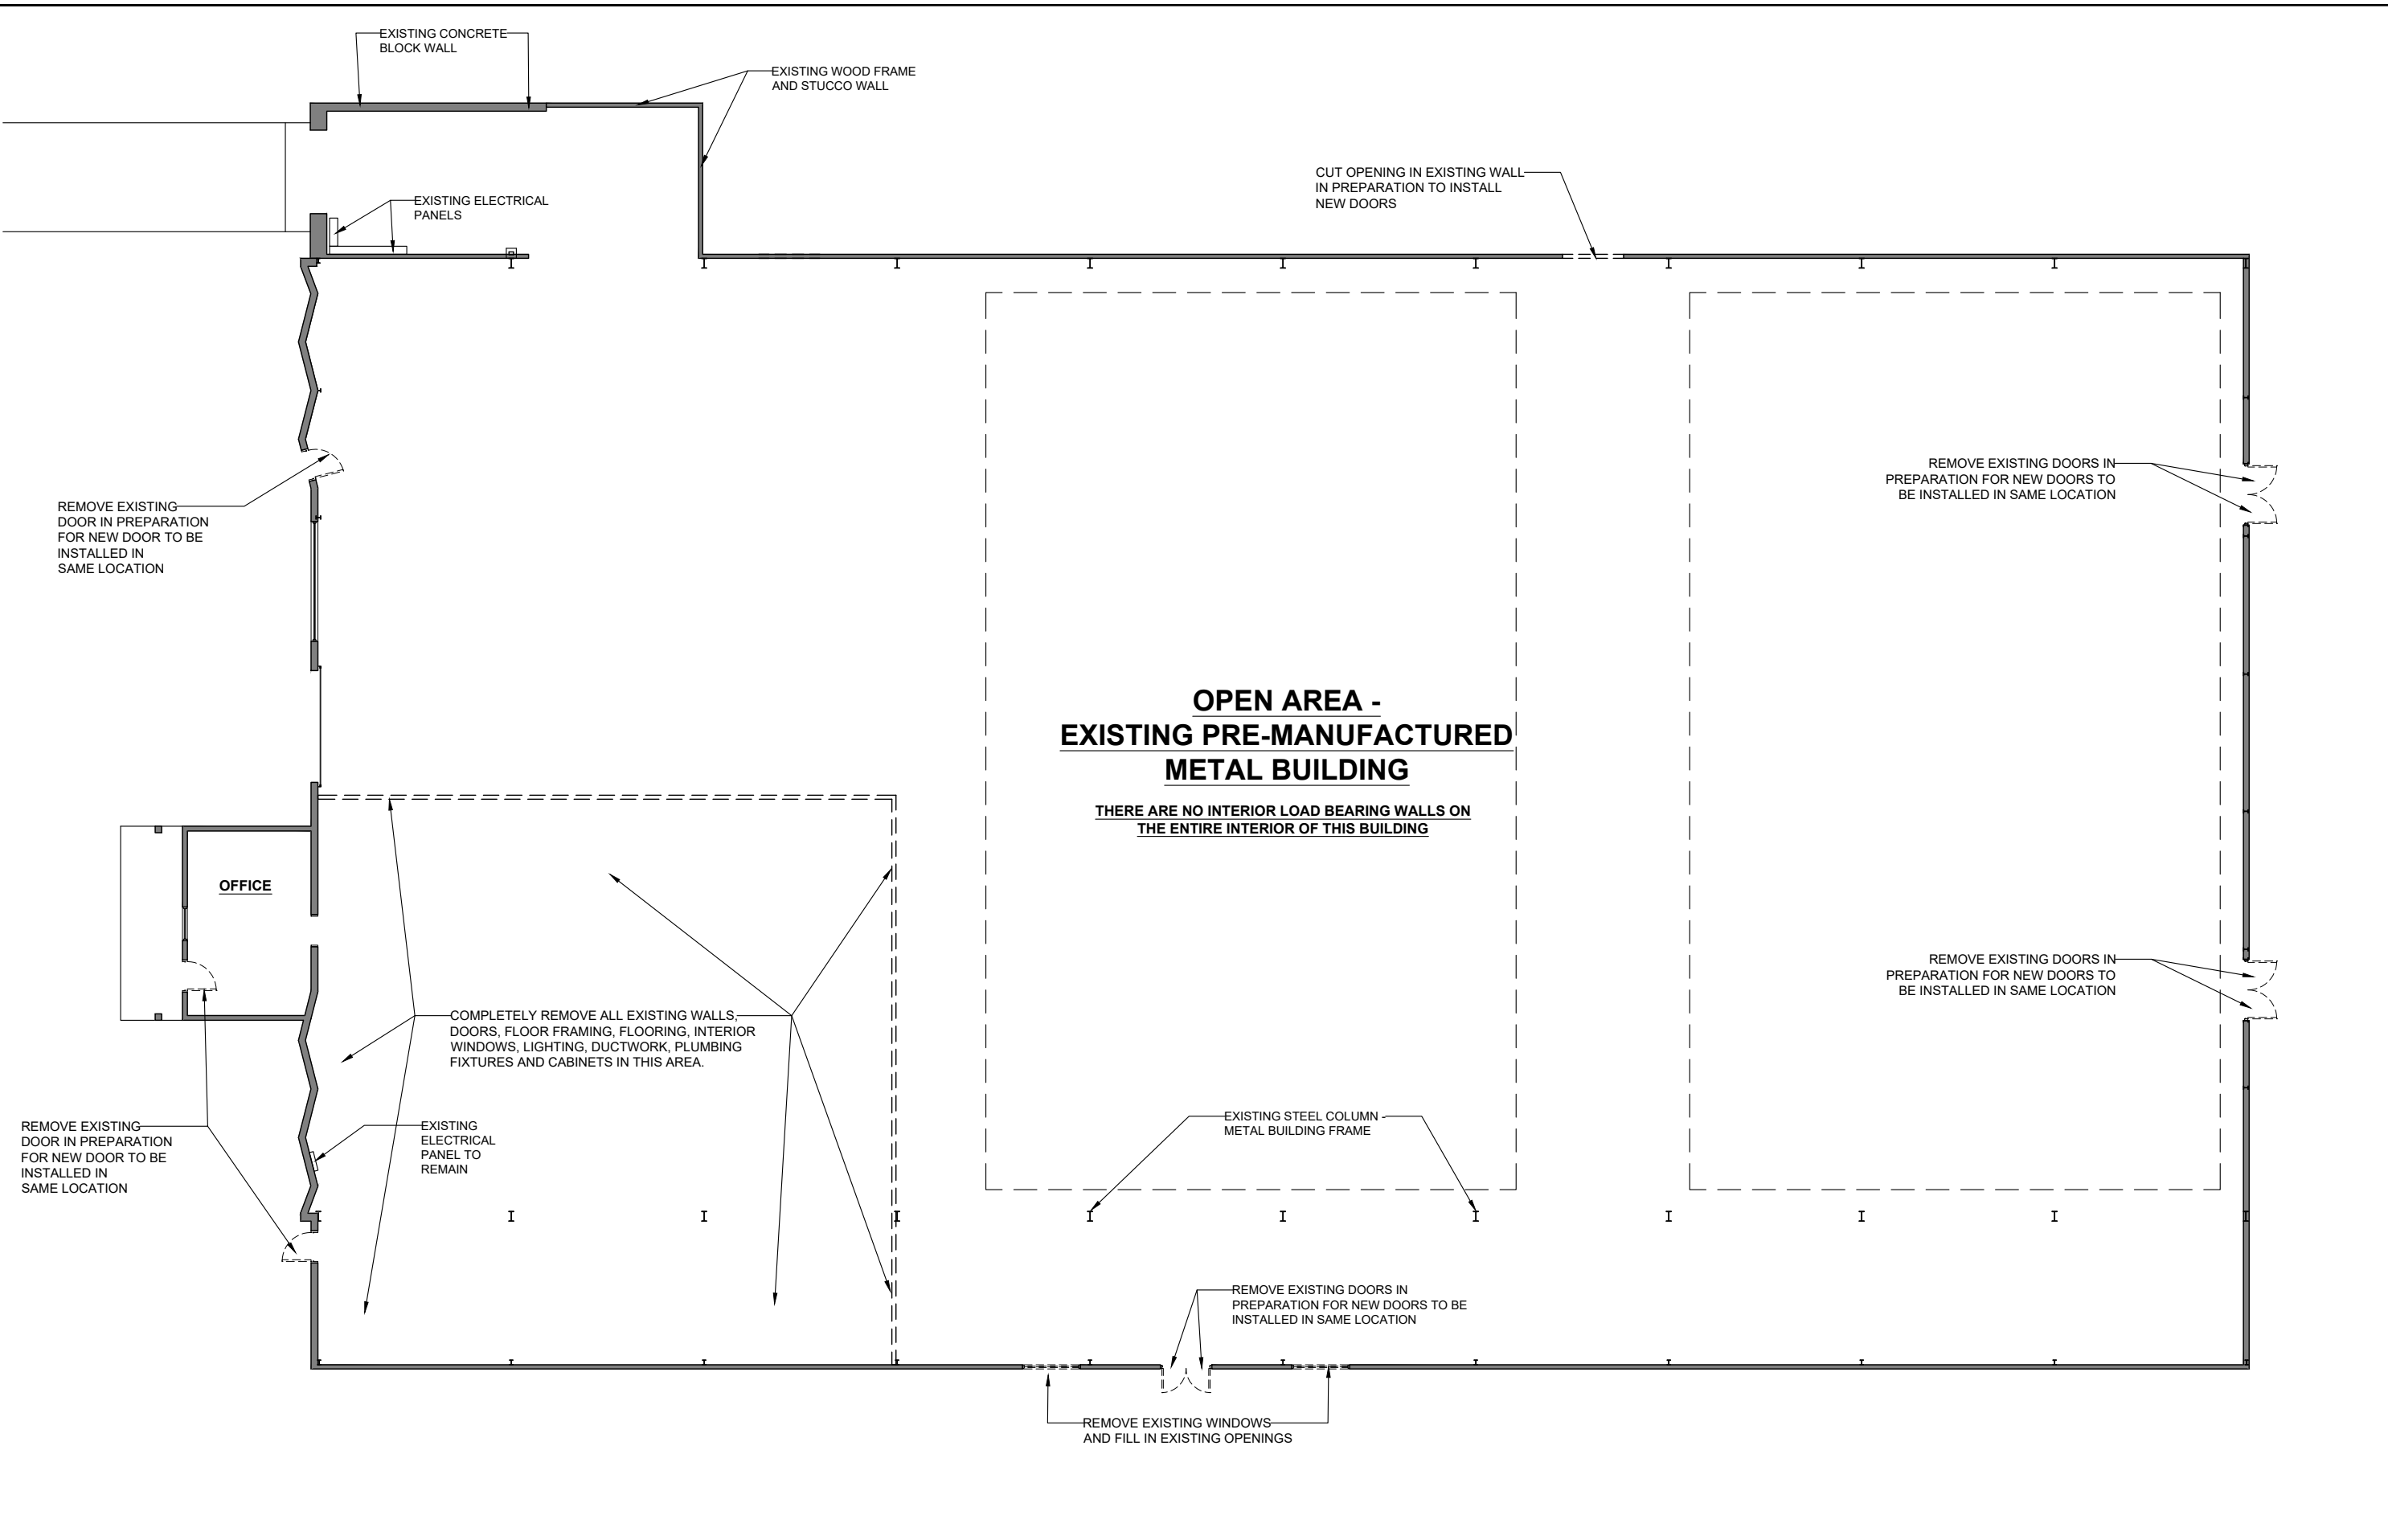 EXISTING CONCRETE
BLOCK WALL
EXISTING WOOD FRAME
AND STUCCO WALL
CUT OPENING IN EXISTING WALL
IN PREPARATION TO INSTALL
NEW DOORS
EXISTING ELECTRICAL
PANELS
REMOVE EXISTING
DOOR IN PREPARATION
FOR NEW DOOR TO BE
INSTALLED IN
SAME LOCATION
REMOVE EXISTING DOORS IN
PREPARATION FOR NEW DOORS TO
BE INSTALLED IN SAME LOCATION
OPEN AREA -
EXISTING PRE-MANUFACTURED
METAL BUILDING
THERE ARE NO INTERIOR LOAD BEARING WALLS ON
THE ENTIRE INTERIOR OF THIS BUILDING
OFFICE
REMOVE EXISTING DOORS IN
PREPARATION FOR NEW DOORS TO
BE INSTALLED IN SAME LOCATION
COMPLETELY REMOVE ALL EXISTING WALLS,
DOORS, FLOOR FRAMING, FLOORING, INTERIOR
WINDOWS, LIGHTING, DUCTWORK, PLUMBING
FIXTURES AND CABINETS IN THIS AREA.
REMOVE EXISTING
DOOR IN PREPARATION
FOR NEW DOOR TO BE
INSTALLED IN
SAME LOCATION
EXISTING
ELECTRICAL
PANEL TO
REMAIN
EXISTING STEEL COLUMN -
METAL BUILDING FRAME
REMOVE EXISTING DOORS IN
PREPARATION FOR NEW DOORS TO BE
INSTALLED IN SAME LOCATION
REMOVE EXISTING WINDOWS
AND FILL IN EXISTING OPENINGS